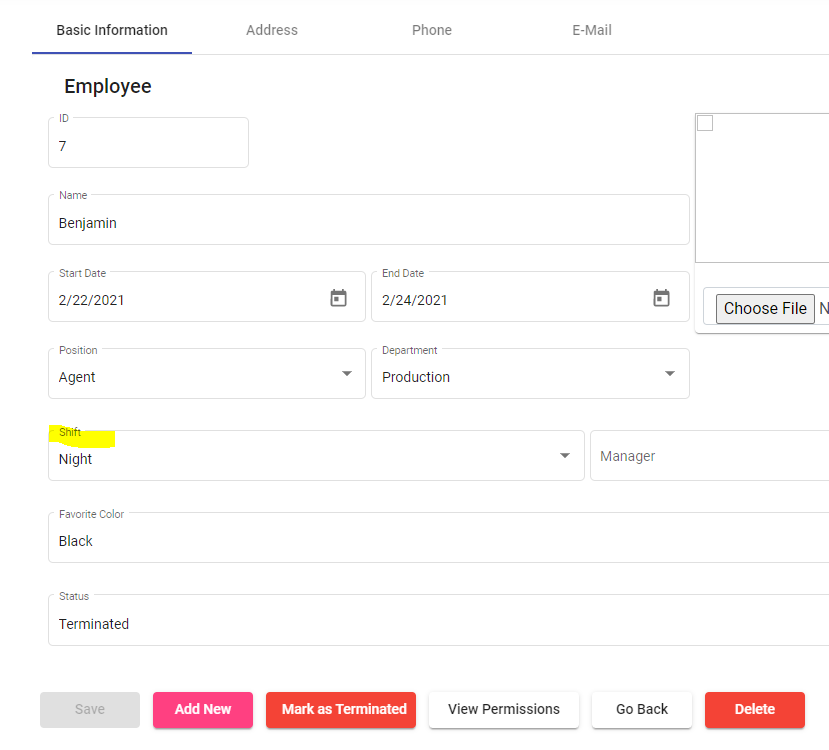 Basic Information Address Phone E-Mail
Employee
ID
7
Name
Benjamin
Start Date End Date
2/22/2021 2/24/2021
Choose File N
Position Department
Agent Production
Shift
Night Manager
Favorite Color
Black
Status
Terminated
Save Add New Mark as Terminated View Permissions Go Back Delete